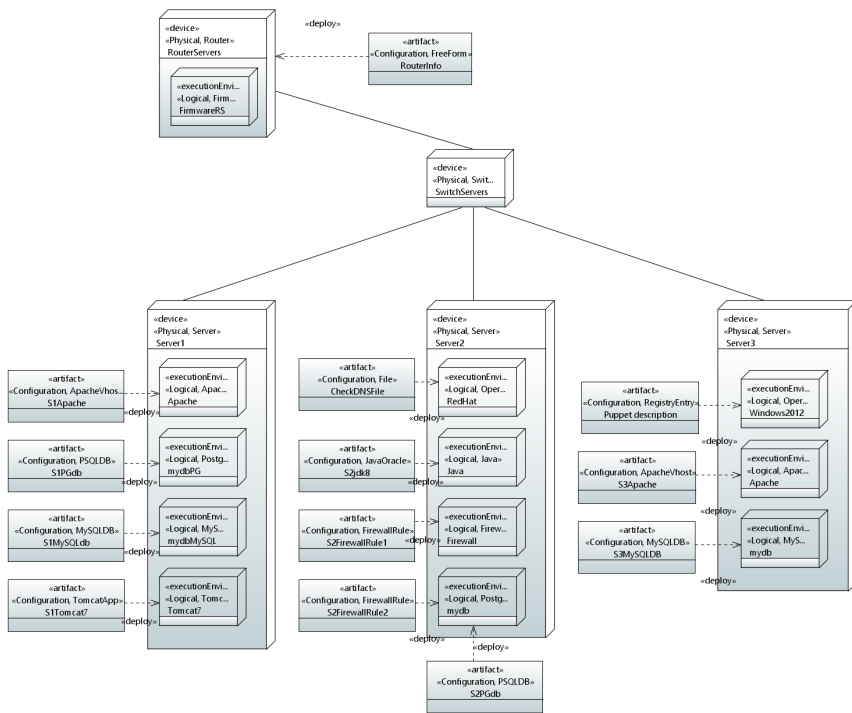 «device»
«Physical, Router»
RouterServers
«executionEnvi...
«Logical, Firm...
FirmwareRS
«deploy»
«artifact»
«Configuration, FreeForm»
RouterInfo
«device»
«Physical, Swit...
SwitchServers
«device»
«Physical, Server»
Server1
«artifact»
«Configuration, ApacheVhos...
S1Apache
«deploy»
«executionEnvi...
«Logical, Apac...
Apache
«artifact»
«Configuration, PSQLDB»
S1PGdb
«deploy»
«executionEnvi...
«Logical, Postg...
mydbPG
«artifact»
«Configuration, MySQLDB»
S1MySQLdb
«deploy»
«executionEnvi...
«Logical, MyS...
mydbMySQL
«artifact»
«Configuration, TomcatApp»
S1Tomcat7
«deploy»
«executionEnvi...
«Logical, Tomc...
Tomcat7
«device»
«Physical, Server»
Server2
«artifact»
«Configuration, File»
CheckDNSFile
«deploy»
«executionEnvi...
«Logical, Oper...
RedHat
«artifact»
«Configuration, JavaOracle»
S2jdk8
«deploy»
«executionEnvi...
«Logical, Java»
Java
«artifact»
«Configuration, FirewallRule»
S2FirewallRule1
«deploy»
«executionEnvi...
«Logical, Firew...
Firewall
«artifact»
«Configuration, FirewallRule»
S2FirewallRule2
«deploy»
«executionEnvi...
«Logical, Postg...
mydb
«deploy»
«artifact»
«Configuration, PSQLDB»
S2PGdb
«device»
«Physical, Server»
Server3
«artifact»
«Configuration, RegistryEntry»
Puppet description
«deploy»
«executionEnvi...
«Logical, Oper...
Windows2012
«artifact»
«Configuration, ApacheVhost»
S3Apache
«deploy»
«executionEnvi...
«Logical, Apac...
Apache
«artifact»
«Configuration, MySQLDB»
S3MySQLDB
«deploy»
«executionEnvi...
«Logical, MyS...
mydb